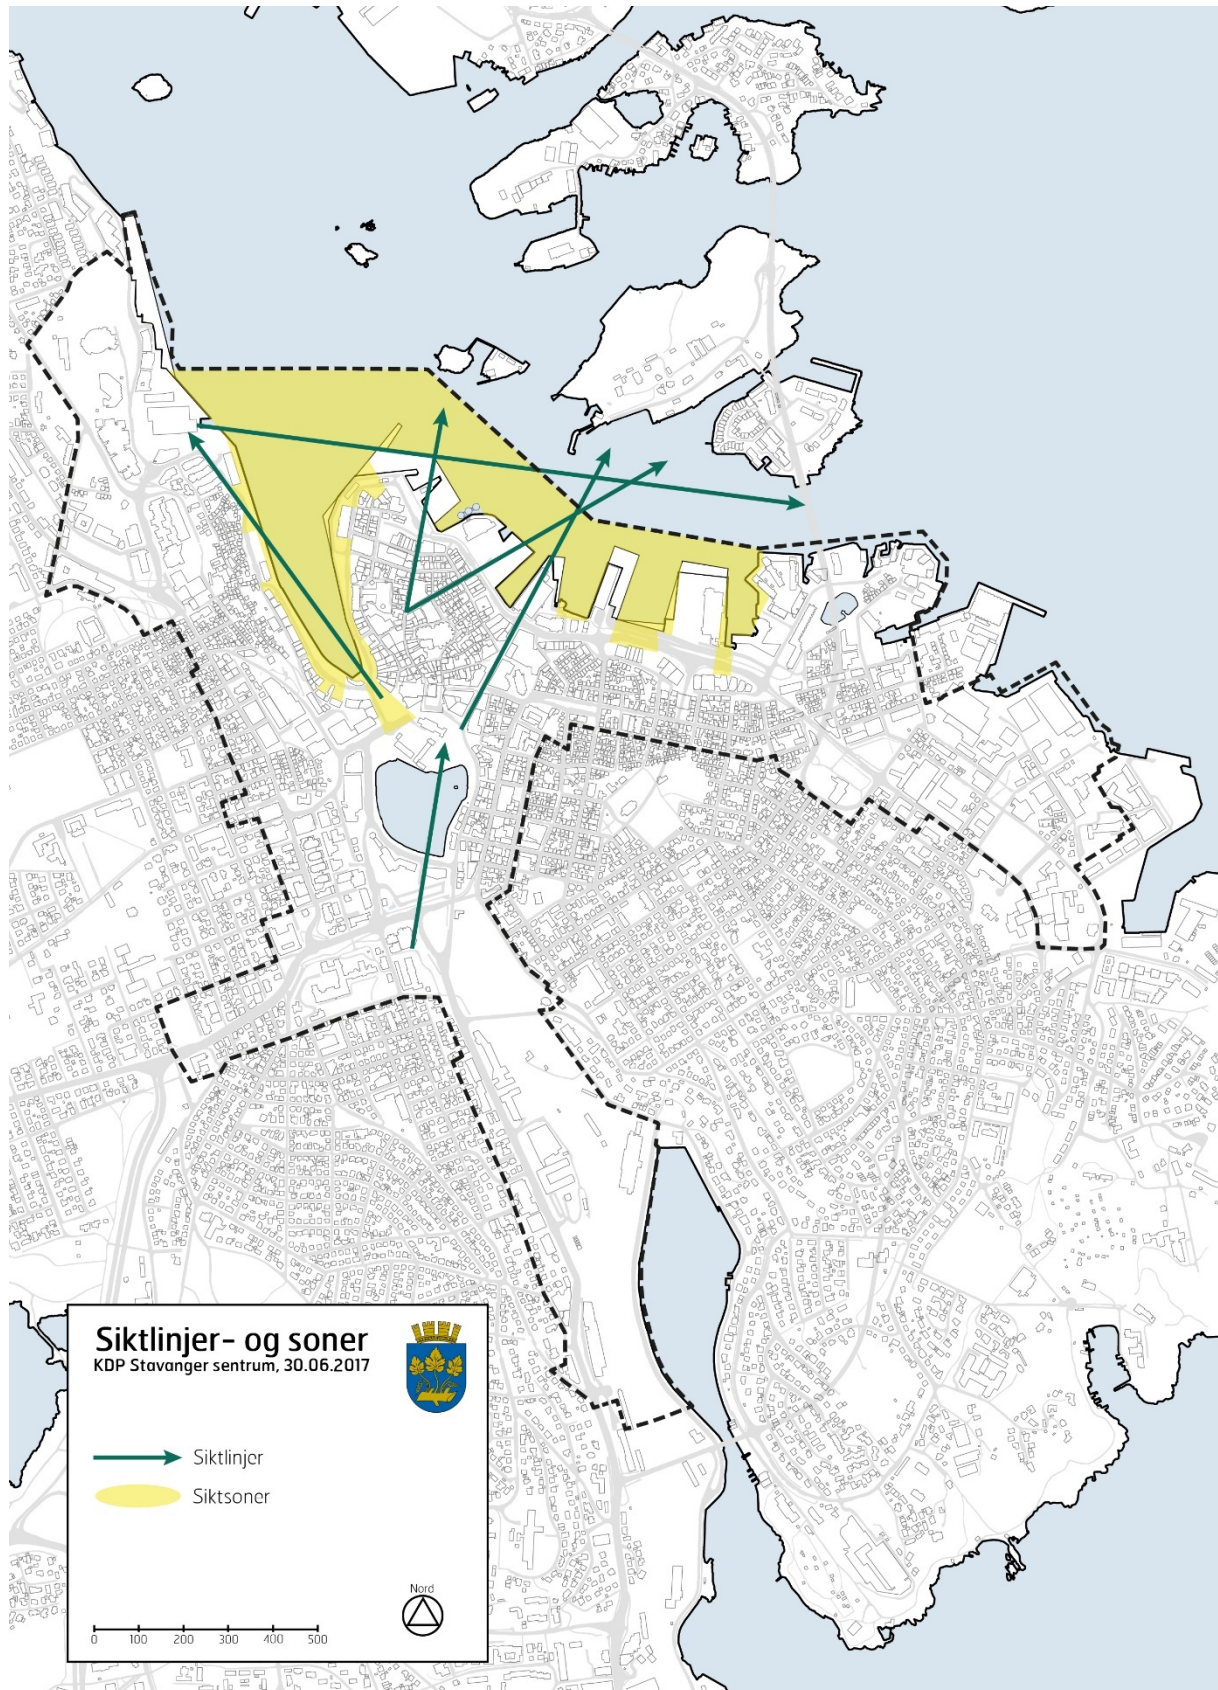 Siktlinjer- og soner
KDP Stavanger sentrum, 30.06.2017
Siktlinjer
Siktsoner
Nord
0 100 200 300 400 500